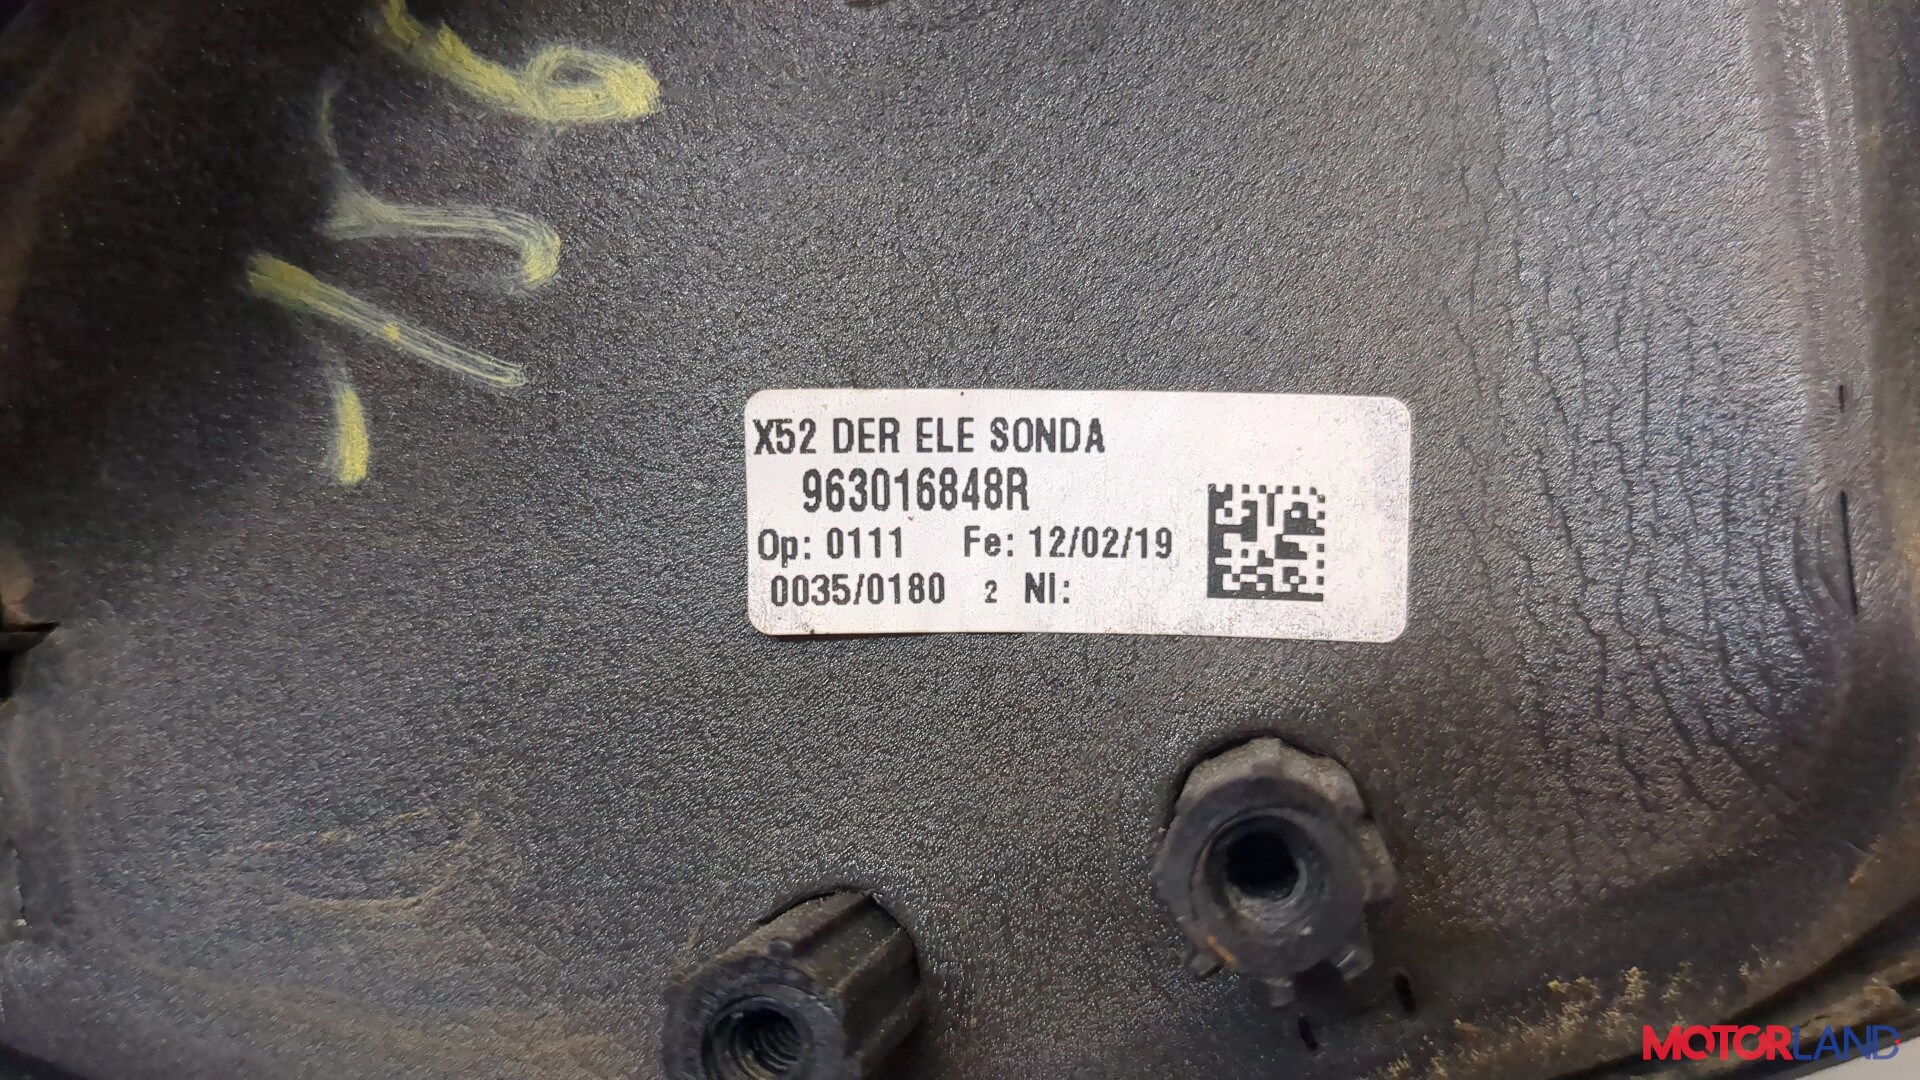 X52 DER ELE SONDA
963016848R
Op: 0111 Fe: 12/02/19
0035/0180 2 NI:
MOTORLAND